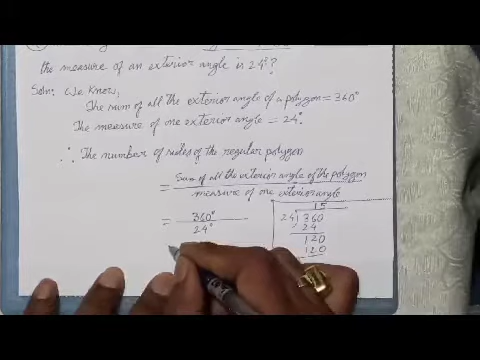 the measure of an exterior angle is 24°?
Soln: We know,
The sum of all the exterior angle of a polygon = 360°
The measure of one exterior angle = 24°.
∴ The number of sides of the regular polygon
= Sum of all the exterior angle of the polygon
measure of one exterior angle
= 360°
24°
15
24 360
24
120
120